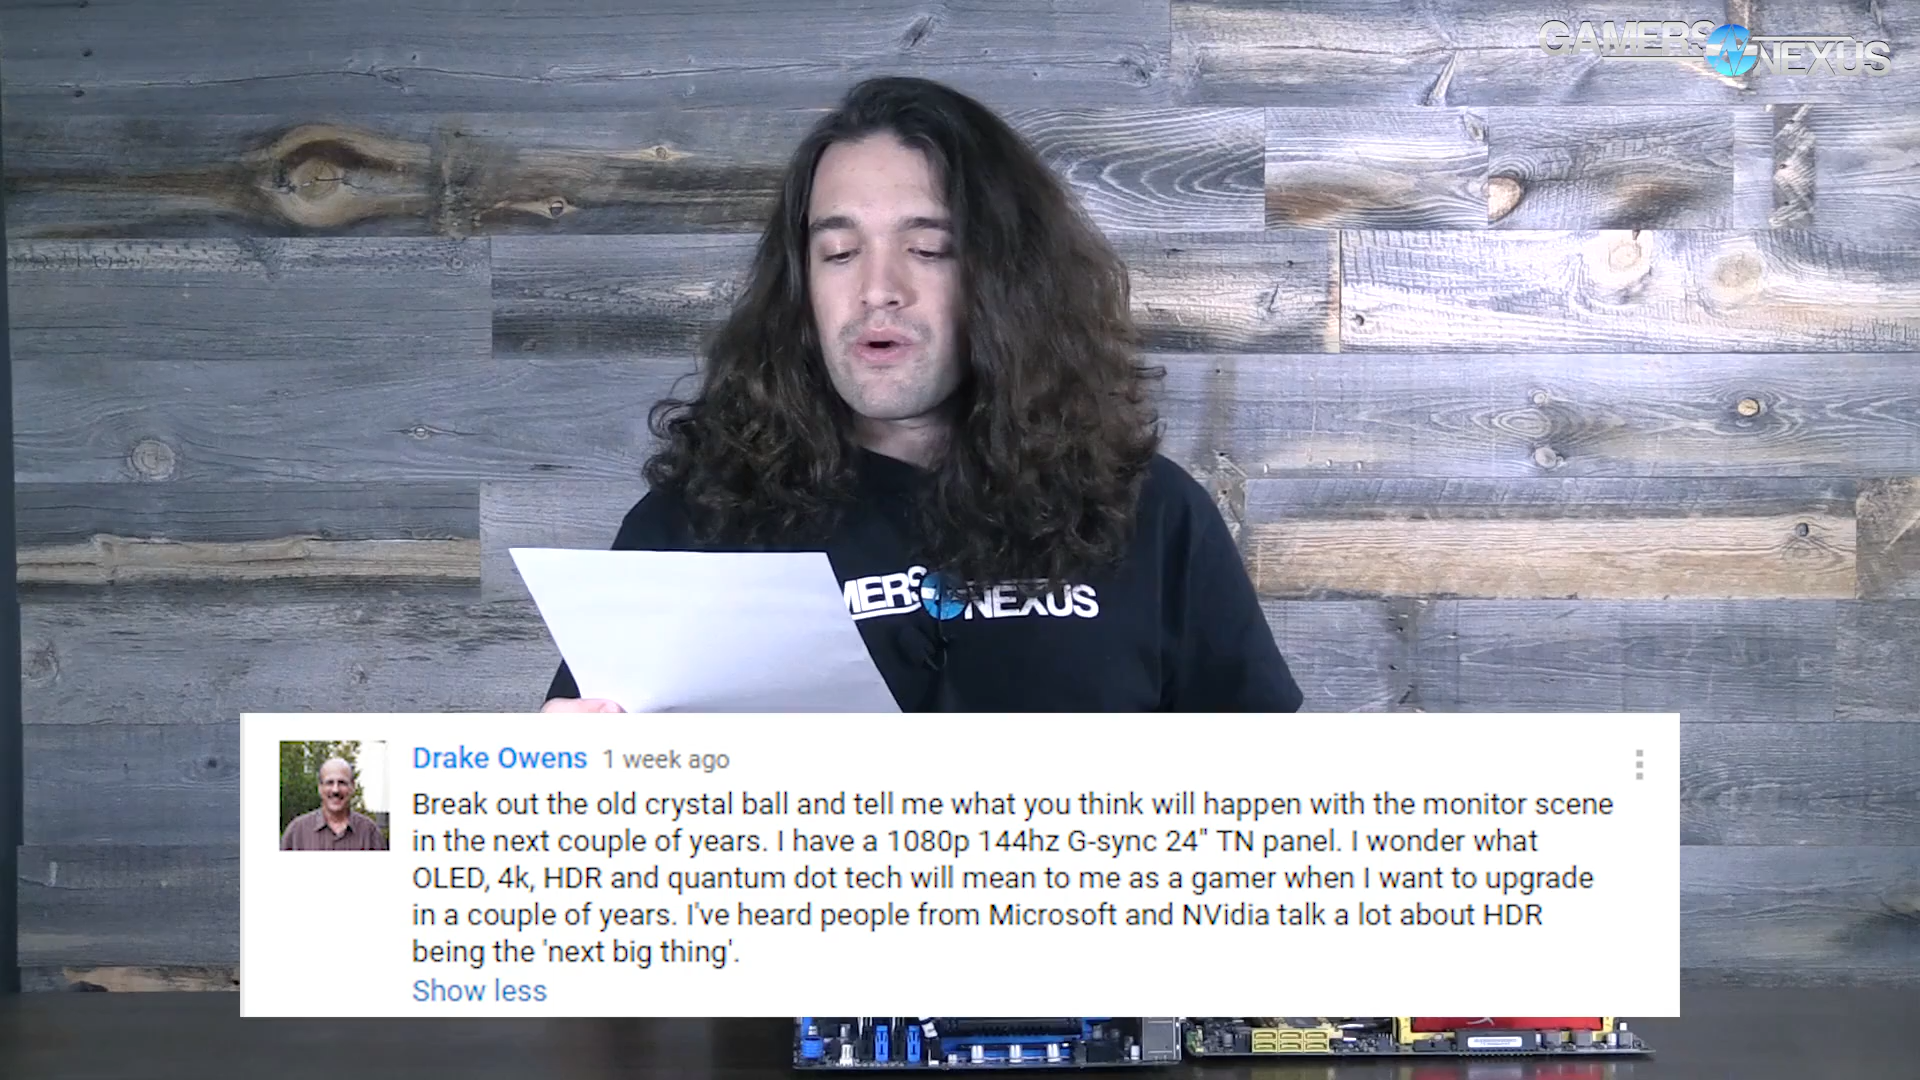 GAMERS NEXUS
MERS NEXUS
Drake Owens 1 week ago
Break out the old crystal ball and tell me what you think will happen with the monitor scene
in the next couple of years. I have a 1080p 144hz G-sync 24" TN panel. I wonder what
OLED, 4k, HDR and quantum dot tech will mean to me as a gamer when I want to upgrade
in a couple of years. I've heard people from Microsoft and NVidia talk a lot about HDR
being the 'next big thing'.
Show less